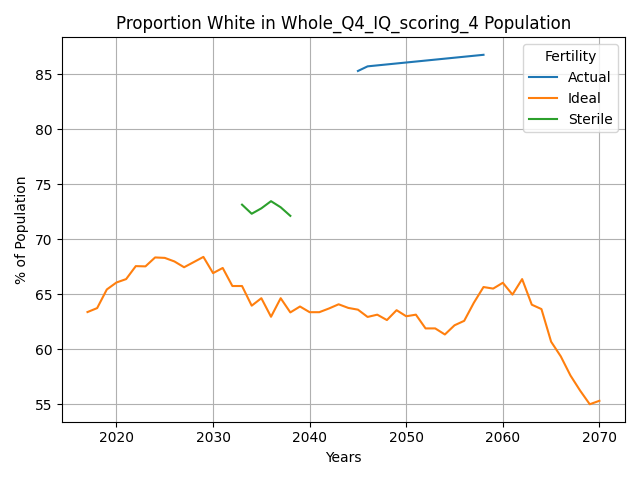 Proportion White in Whole_Q4_IQ_scoring_4 Population
Fertility
Actual
Ideal
Sterile
% of Population
85
80
75
70
65
60
55
2020
2030
2040
2050
2060
2070
Years